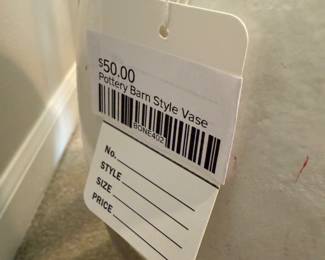 $50.00
Pottery Barn Style Vase
BONE402
No.
STYLE
SIZE
PRICE